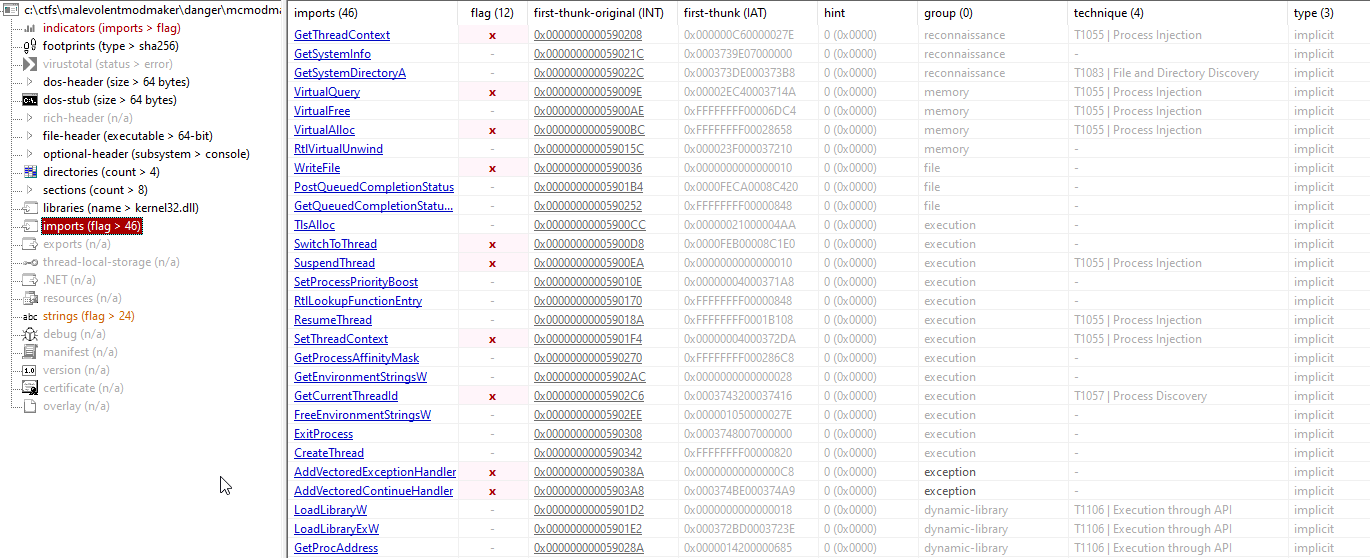 c:\ctfs\malevolentmodmaker\danger\mcmodma
indicators (imports > flag)
footprints (type > sha256)
virustotal (status > error)
dos-header (size > 64 bytes)
dos-stub (size > 64 bytes)
rich-header (n/a)
file-header (executable > 64-bit)
optional-header (subsystem > console)
directories (count > 4)
sections (count > 8)
libraries (name > kernel32.dll)
imports (flag > 46)
exports (n/a)
thread-local-storage (n/a)
.NET (n/a)
resources (n/a)
abc strings (flag > 24)
debug (n/a)
manifest (n/a)
1.0 version (n/a)
certificate (n/a)
overlay (n/a)
imports (46) flag (12) first-thunk-original (INT) first-thunk (IAT) hint group (0) technique (4) type (3)
GetThreadContext x 0x0000000000590208 0x000000C60000027E 0 (0x0000) reconnaissance T1055 | Process Injection implicit
GetSystemInfo - 0x000000000059021C 0x0003739E07000000 0 (0x0000) reconnaissance - implicit
GetSystemDirectoryA - 0x000000000059022C 0x000373DE000373B8 0 (0x0000) reconnaissance T1083 | File and Directory Discovery implicit
VirtualQuery x 0x000000000059009E 0x00002EC40003714A 0 (0x0000) memory T1055 | Process Injection implicit
VirtualFree - 0x00000000005900AE 0xFFFFFFFF00006DC4 0 (0x0000) memory T1055 | Process Injection implicit
VirtualAlloc x 0x00000000005900BC 0xFFFFFFFF00028658 0 (0x0000) memory T1055 | Process Injection implicit
RtlVirtualUnwind - 0x000000000059015C 0x000023F000037210 0 (0x0000) memory - implicit
WriteFile x 0x0000000000590036 0x0000000000000010 0 (0x0000) file - implicit
PostQueuedCompletionStatus - 0x00000000005901B4 0x0000FECA0008C420 0 (0x0000) file - implicit
GetQueuedCompletionStatu... - 0x0000000000590252 0xFFFFFFFF00000848 0 (0x0000) file - implicit
TlsAlloc - 0x00000000005900CC 0x00000021000004AA 0 (0x0000) execution - implicit
SwitchToThread x 0x00000000005900D8 0x0000FEB00008C1E0 0 (0x0000) execution - implicit
SuspendThread x 0x00000000005900EA 0x0000000000000010 0 (0x0000) execution T1055 | Process Injection implicit
SetProcessPriorityBoost - 0x000000000059010E 0x00000004000371A8 0 (0x0000) execution - implicit
RtlLookupFunctionEntry - 0x0000000000590170 0xFFFFFFFF00000848 0 (0x0000) execution - implicit
ResumeThread - 0x000000000059018A 0xFFFFFFFF0001B108 0 (0x0000) execution T1055 | Process Injection implicit
SetThreadContext x 0x00000000005901F4 0x00000004000372DA 0 (0x0000) execution T1055 | Process Injection implicit
GetProcessAffinityMask - 0x0000000000590270 0xFFFFFFFF000286C8 0 (0x0000) execution - implicit
GetEnvironmentStringsW - 0x00000000005902AC 0x0000000000000028 0 (0x0000) execution - implicit
GetCurrentThreadId x 0x00000000005902C6 0x0003743200037416 0 (0x0000) execution T1057 | Process Discovery implicit
FreeEnvironmentStringsW - 0x00000000005902EE 0x000001050000027E 0 (0x0000) execution - implicit
ExitProcess - 0x0000000000590308 0x0003748007000000 0 (0x0000) execution - implicit
CreateThread - 0x0000000000590342 0xFFFFFFFF00000820 0 (0x0000) execution - implicit
AddVectoredExceptionHandler x 0x000000000059038A 0x00000000000000C8 0 (0x0000) exception - implicit
AddVectoredContinueHandler x 0x00000000005903A8 0x000374BE000374A9 0 (0x0000) exception - implicit
LoadLibraryW - 0x00000000005901D2 0x0000000000000018 0 (0x0000) dynamic-library T1106 | Execution through API implicit
LoadLibraryExW - 0x00000000005901E2 0x000372BD0003723E 0 (0x0000) dynamic-library T1106 | Execution through API implicit
GetProcAddress - 0x000000000059028A 0x0000014200000685 0 (0x0000) dynamic-library T1106 | Execution through API implicit